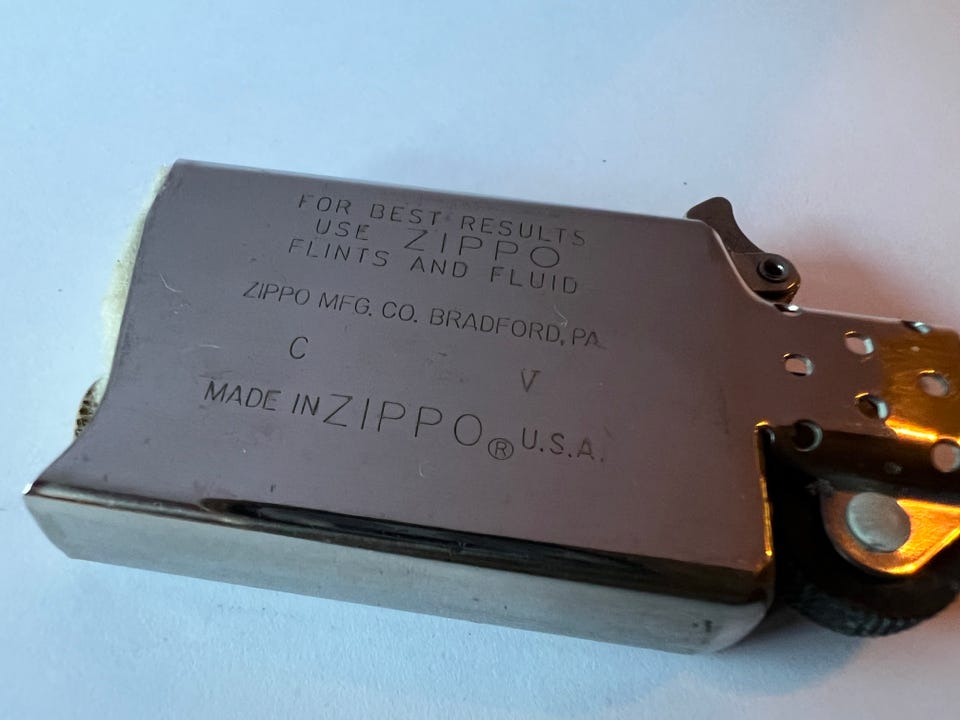 FOR BEST RESULTS
USE ZIPPO
FLINTS AND FLUID
ZIPPO MFG. CO. BRADFORD, PA
C V
MADE IN ZIPPO® U.S.A.